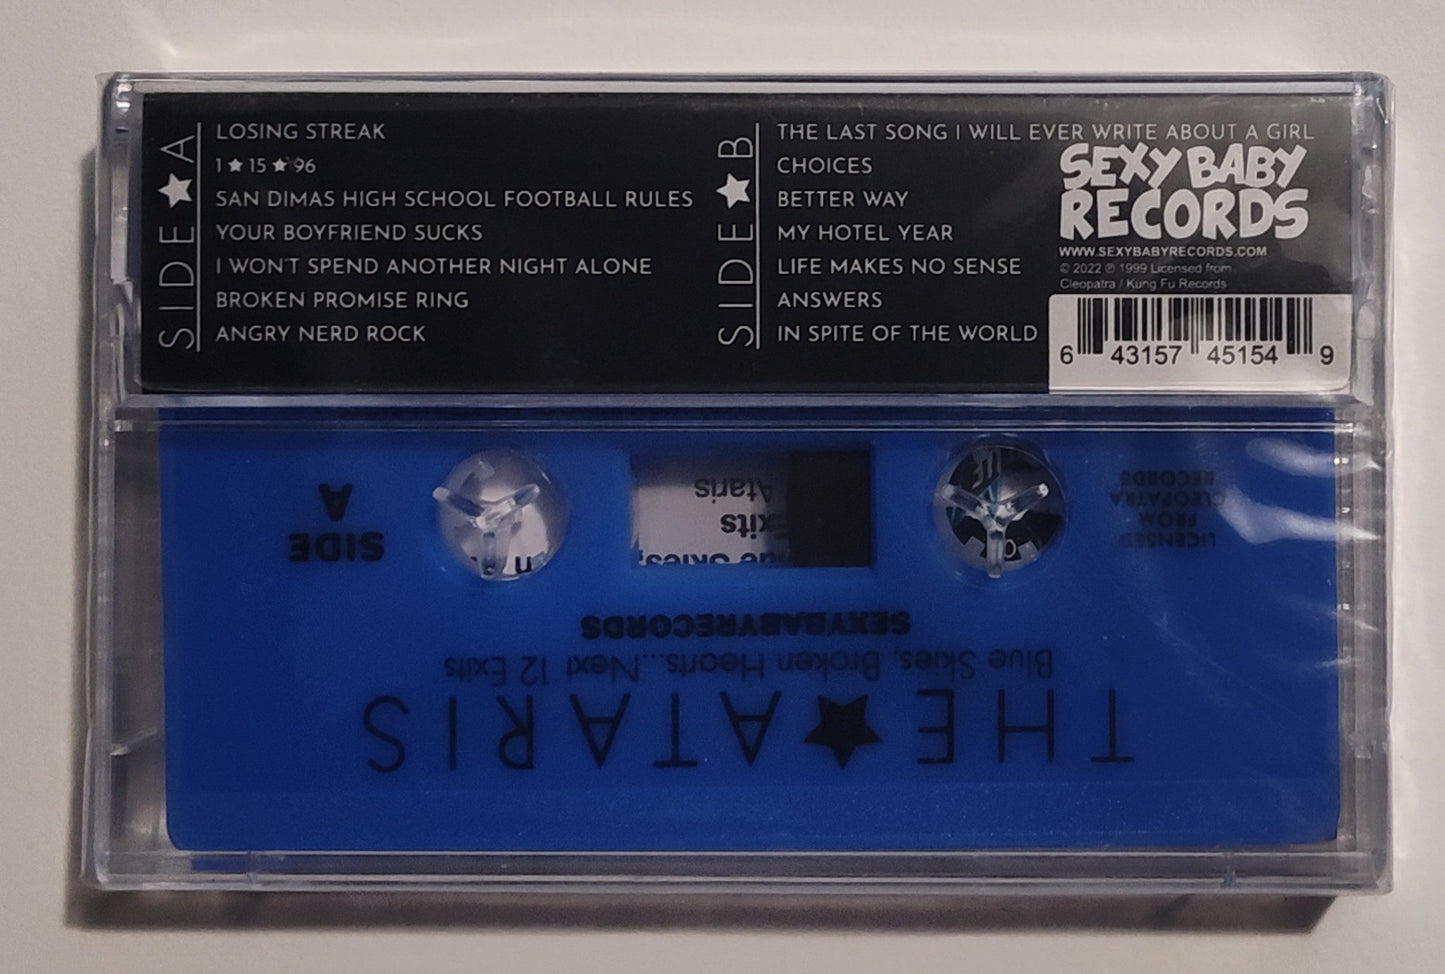 SIDE ★ A
LOSING STREAK
1 ★ 15 ★ 96
SAN DIMAS HIGH SCHOOL FOOTBALL RULES
YOUR BOYFRIEND SUCKS
I WON'T SPEND ANOTHER NIGHT ALONE
BROKEN PROMISE RING
ANGRY NERD ROCK
SIDE ★ B
THE LAST SONG I WILL EVER WRITE ABOUT A GIRL
CHOICES
BETTER WAY
MY HOTEL YEAR
LIFE MAKES NO SENSE
ANSWERS
IN SPITE OF THE WORLD
SEXY BABY
RECORDS
WWW.SEXYBABYRECORDS.COM
© 2022 ℗ 1999 Licensed from
Cleopatra / Kung Fu Records
6 43157 45154 9
THE ★ ATARIS
Blue Skies, Broken Hearts...Next 12 Exits
SEXYBABYRECORDS
LICENSED
FROM
CLEOPATRA
RECORDS
SIDE
A
Skies,
Exits
Ataris